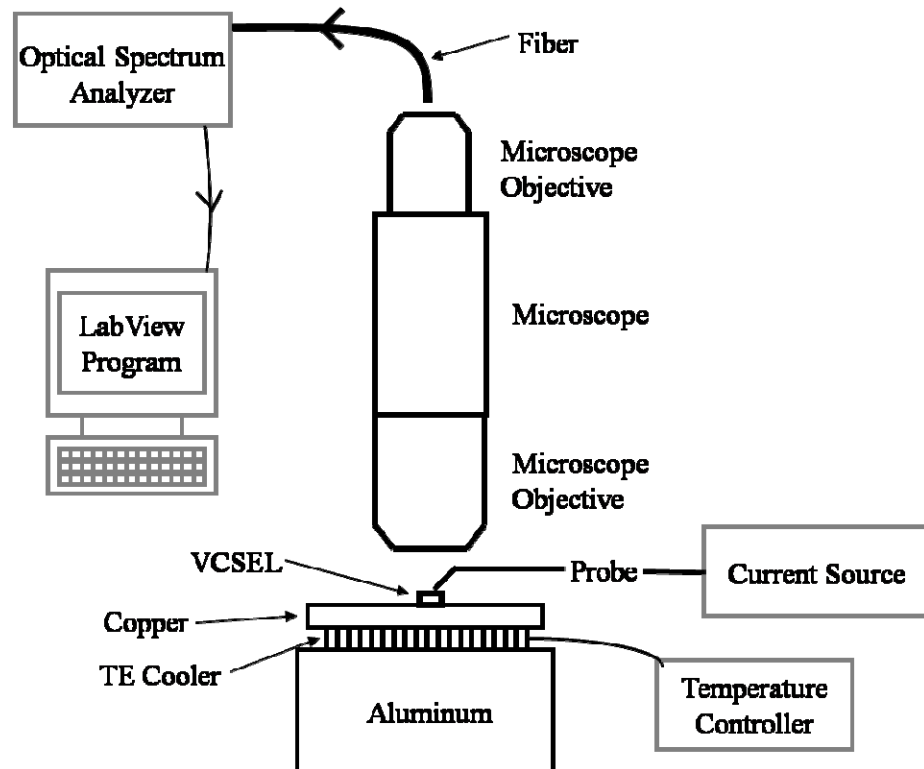 Optical Spectrum
Analyzer
Fiber
Microscope
Objective
LabView
Program
Microscope
Microscope
Objective
VCSEL
Probe
Current Source
Copper
TE Cooler
Aluminum
Temperature
Controller